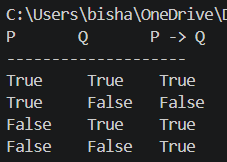 C:\Users\bisha\OneDrive\D
P Q P -> Q
--------------------
True True True
True False False
False True True
False False True